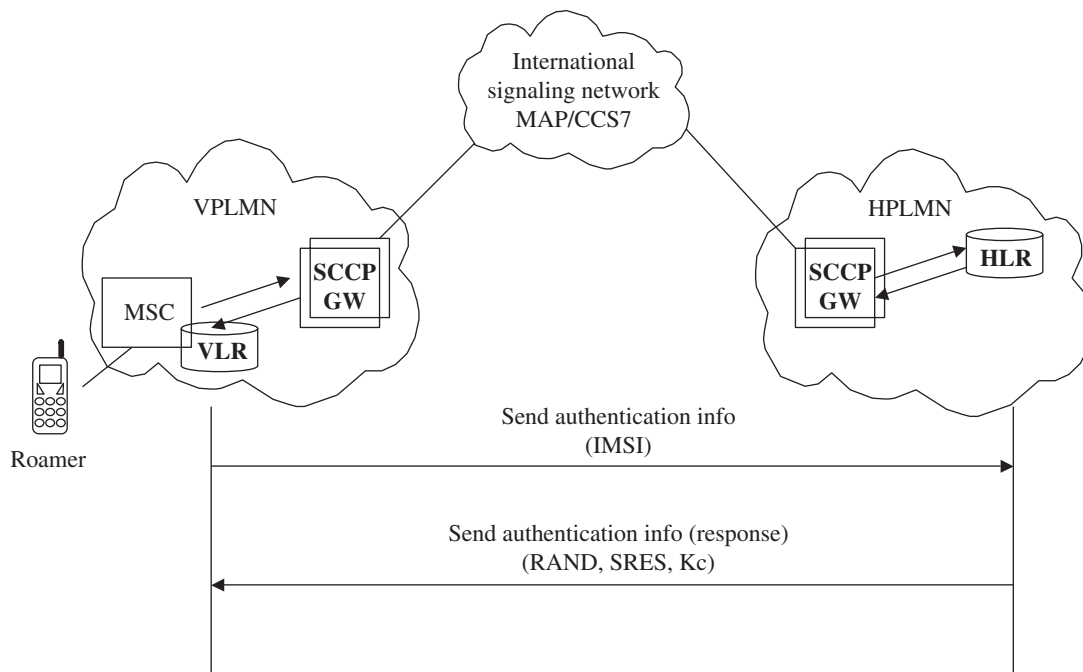 International
signaling network
MAP/CCS7
VPLMN
HPLMN
SCCP
GW
MSC
VLR
SCCP
GW
HLR
Roamer
Send authentication info
(IMSI)
Send authentication info (response)
(RAND, SRES, Kc)